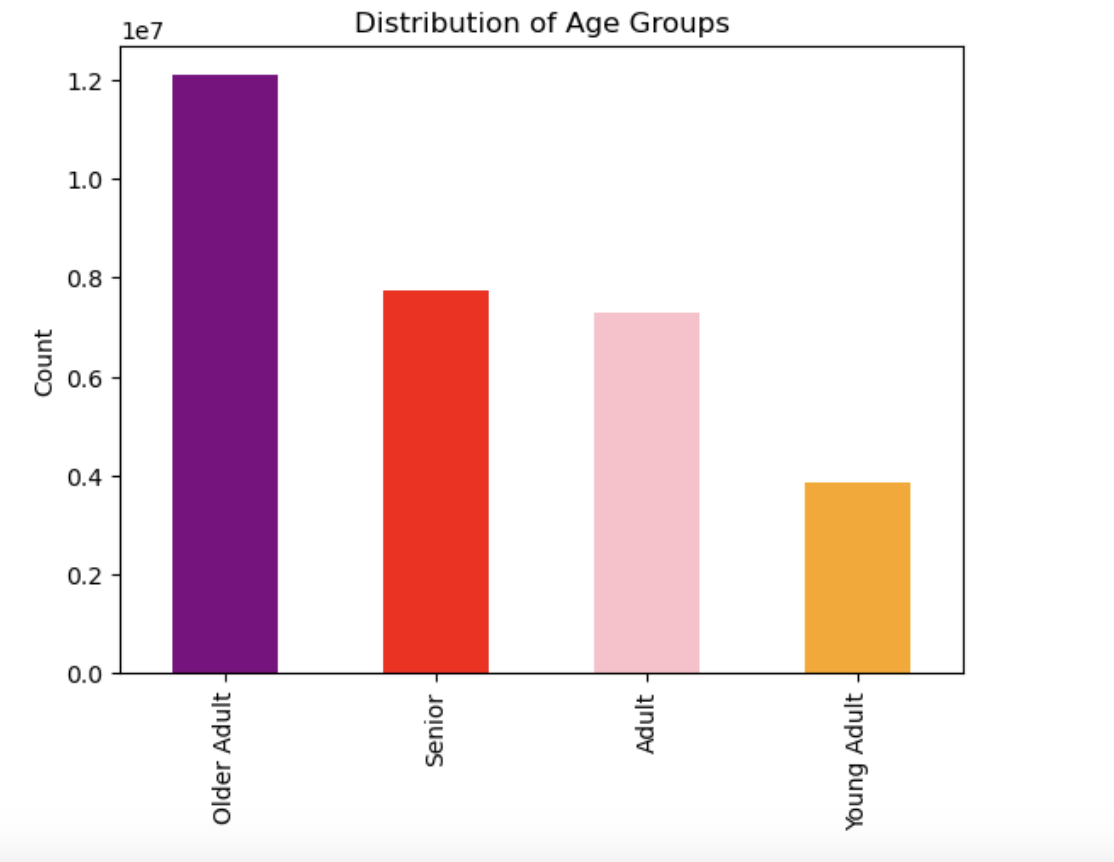 Distribution of Age Groups
1e7
1.2
1.0
0.8
0.6
0.4
0.2
0.0
Count
Older Adult
Senior
Adult
Young Adult